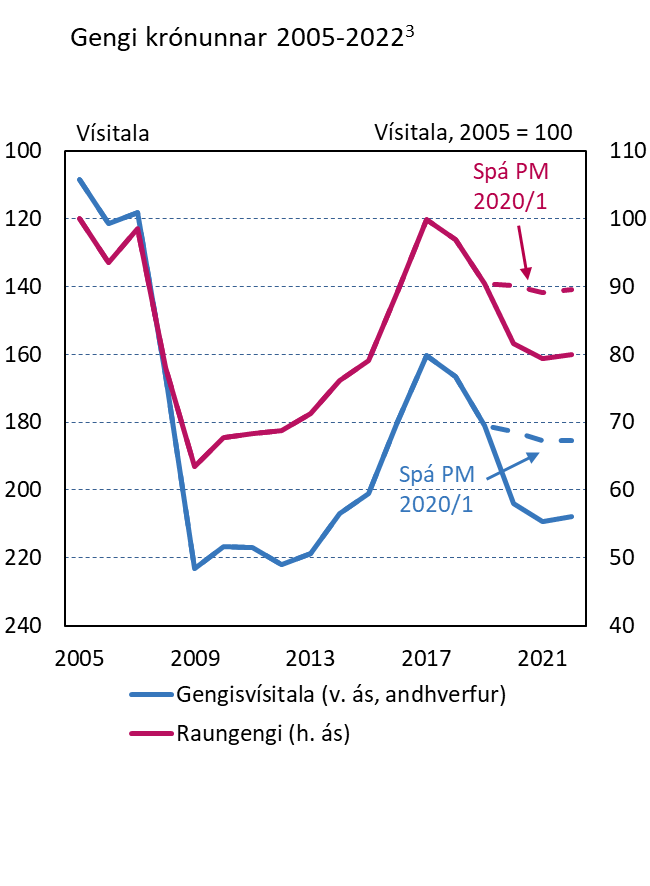 Gengi krónunnar 2005-2022³
Vísitala
Vísitala, 2005 = 100
100
120
140
160
180
200
220
240
110
100
90
80
70
60
50
40
Spá PM
2020/1
Spá PM
2020/1
2005 2009 2013 2017 2021
Gengisvísitala (v. ás, andhverfur)
Raungengi (h. ás)